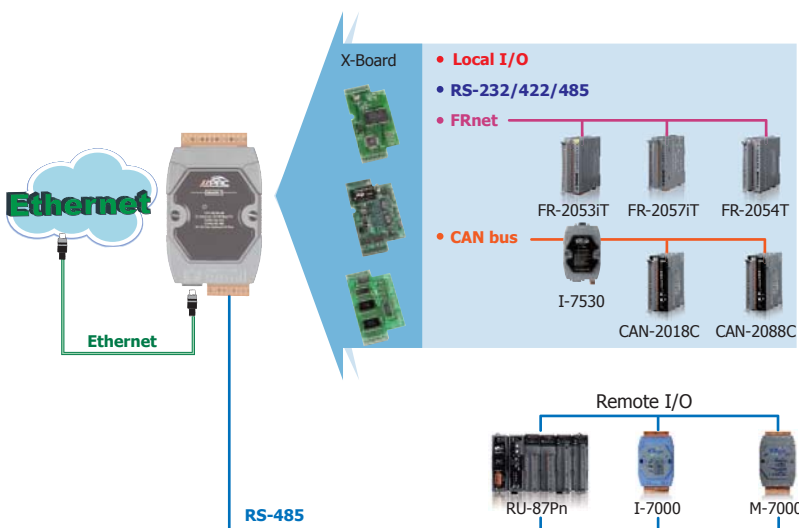 X-Board
• Local I/O
• RS-232/422/485
• FRnet
FR-2053iT FR-2057iT FR-2054T
• CAN bus
I-7530
CAN-2018C CAN-2088C
Ethernet
Ethernet
Remote I/O
RU-87Pn I-7000 M-7000
RS-485